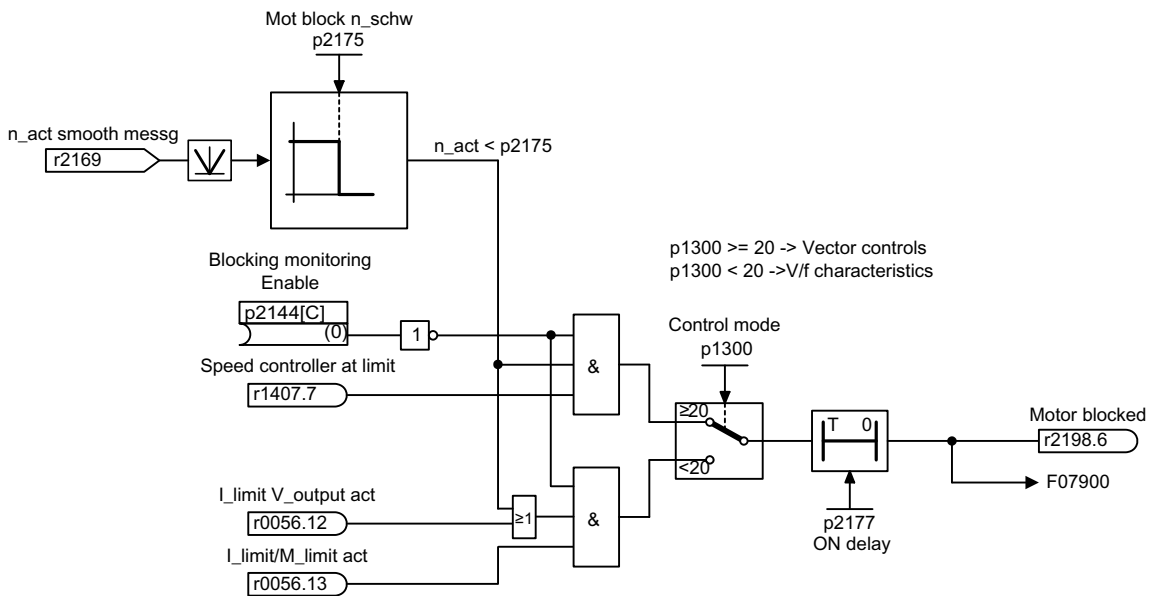 Mot block n_schw
p2175
n_act smooth messg
r2169
n_act < p2175
Blocking monitoring
Enable
p2144[C]
(0)
1
Speed controller at limit
r1407.7
&
p1300 >= 20 -> Vector controls
p1300 < 20 ->V/f characteristics
Control mode
p1300
≥20
<20
T 0
Motor blocked
r2198.6
F07900
p2177
ON delay
I_limit V_output act
r0056.12
≥1
&
I_limit/M_limit act
r0056.13